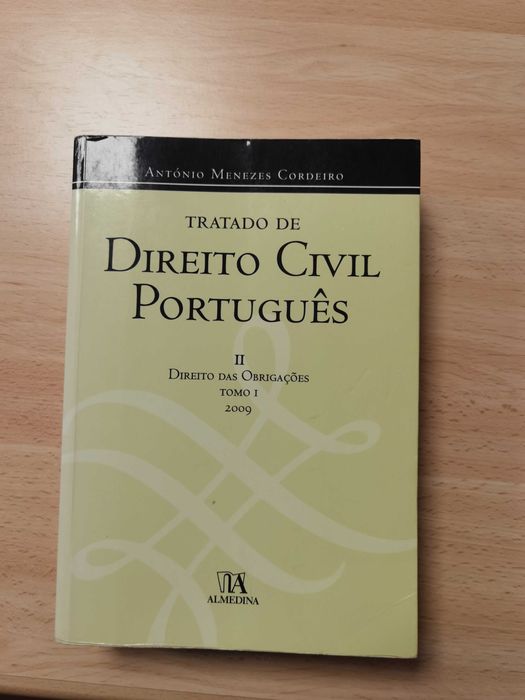 António Menezes Cordeiro
Tratado de
Direito Civil
Português
II
Direito das Obrigações
Tomo I
2009
ALMEDINA